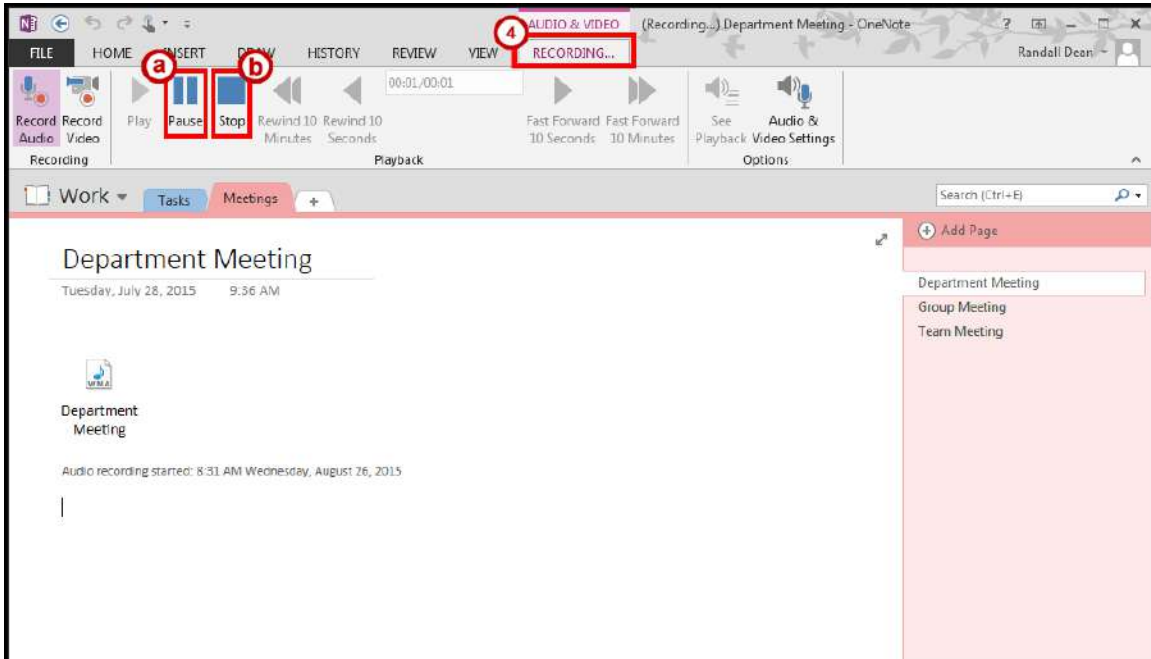 AUDIO & VIDEO (Recording...) Department Meeting - OneNote ?
4
FILE HOME INSERT DRAW HISTORY REVIEW VIEW RECORDING... Randall Dean
a b
00:01/00:01
Record Record Play Pause Stop Rewind 10 Rewind 10 Fast Forward Fast Forward See Audio &
Audio Video Minutes Seconds 10 Seconds 10 Minutes Playback Video Settings
Recording Playback Options
Work Tasks Meetings + Search (Ctrl+E)
Add Page
Department Meeting
Tuesday, July 28, 2015 9:36 AM
Department Meeting
Group Meeting
Team Meeting
WMA
Department
Meeting
Audio recording started: 8:31 AM Wednesday, August 26, 2015